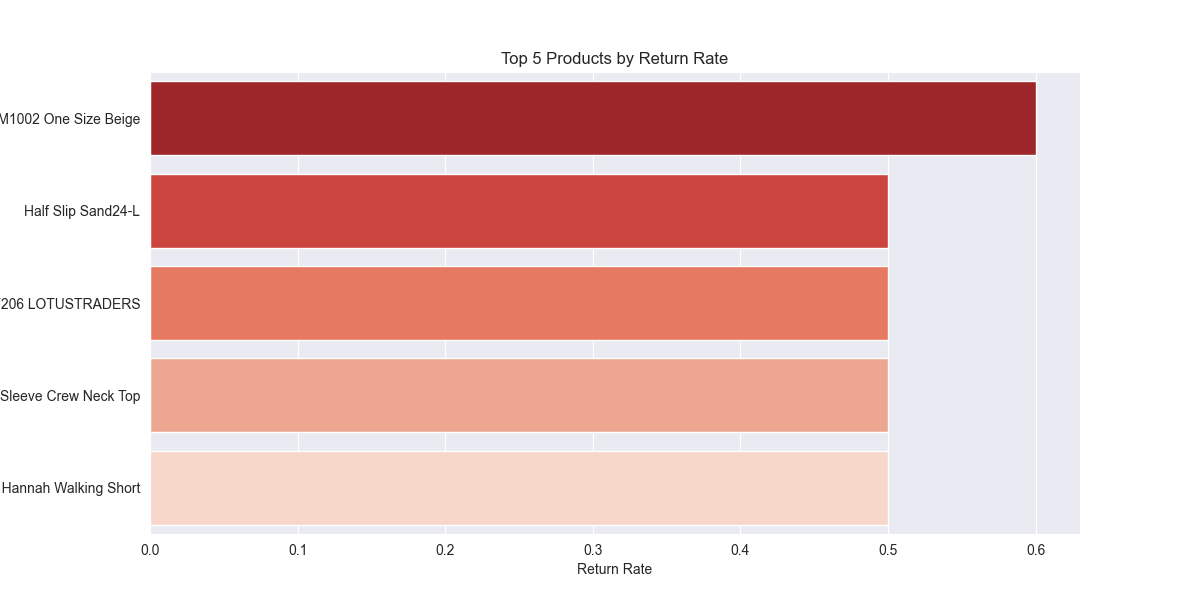 Top 5 Products by Return Rate
M1002 One Size Beige
Half Slip Sand24-L
206 LOTUSTRADERS
Sleeve Crew Neck Top
Hannah Walking Short
0.0 0.1 0.2 0.3 0.4 0.5 0.6
Return Rate